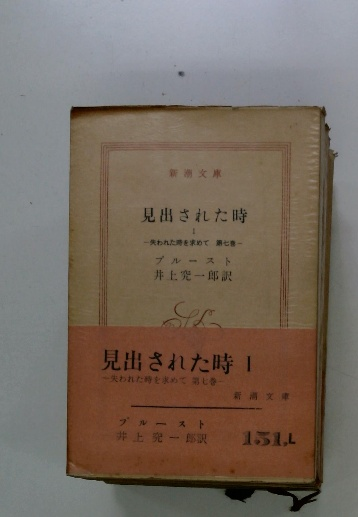 新潮文庫
見出された時
I
―失われた時を求めて 第七巻―
プルースト
井上究一郎訳
見出された時 I
―失われた時を求めて 第七巻―
新潮文庫
プルースト
井上究一郎訳
151.L